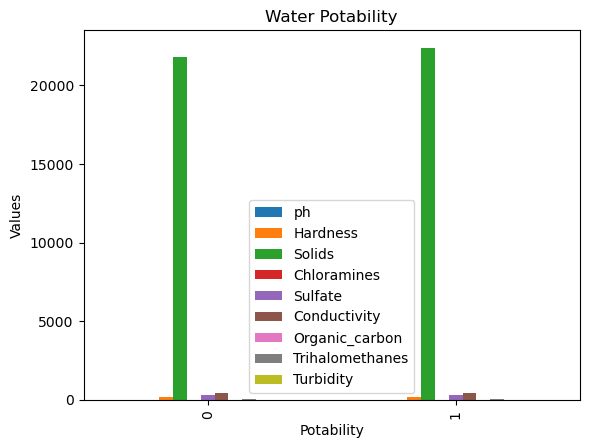 Water Potability
20000
15000
10000
5000
0
Values
ph
Hardness
Solids
Chloramines
Sulfate
Conductivity
Organic_carbon
Trihalomethanes
Turbidity
0
1
Potability